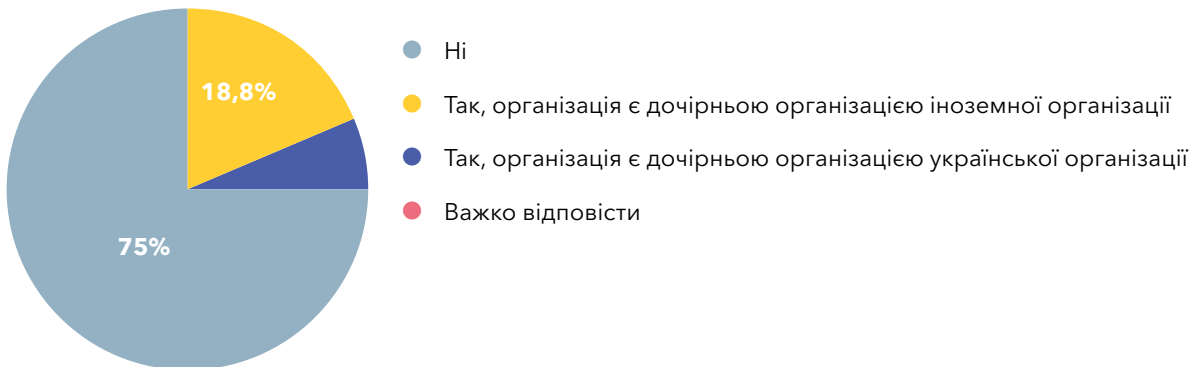 18,8%
75%
Ні
Так, організація є дочірньою організацією іноземної організації
Так, організація є дочірньою організацією української організації
Важко відповісти